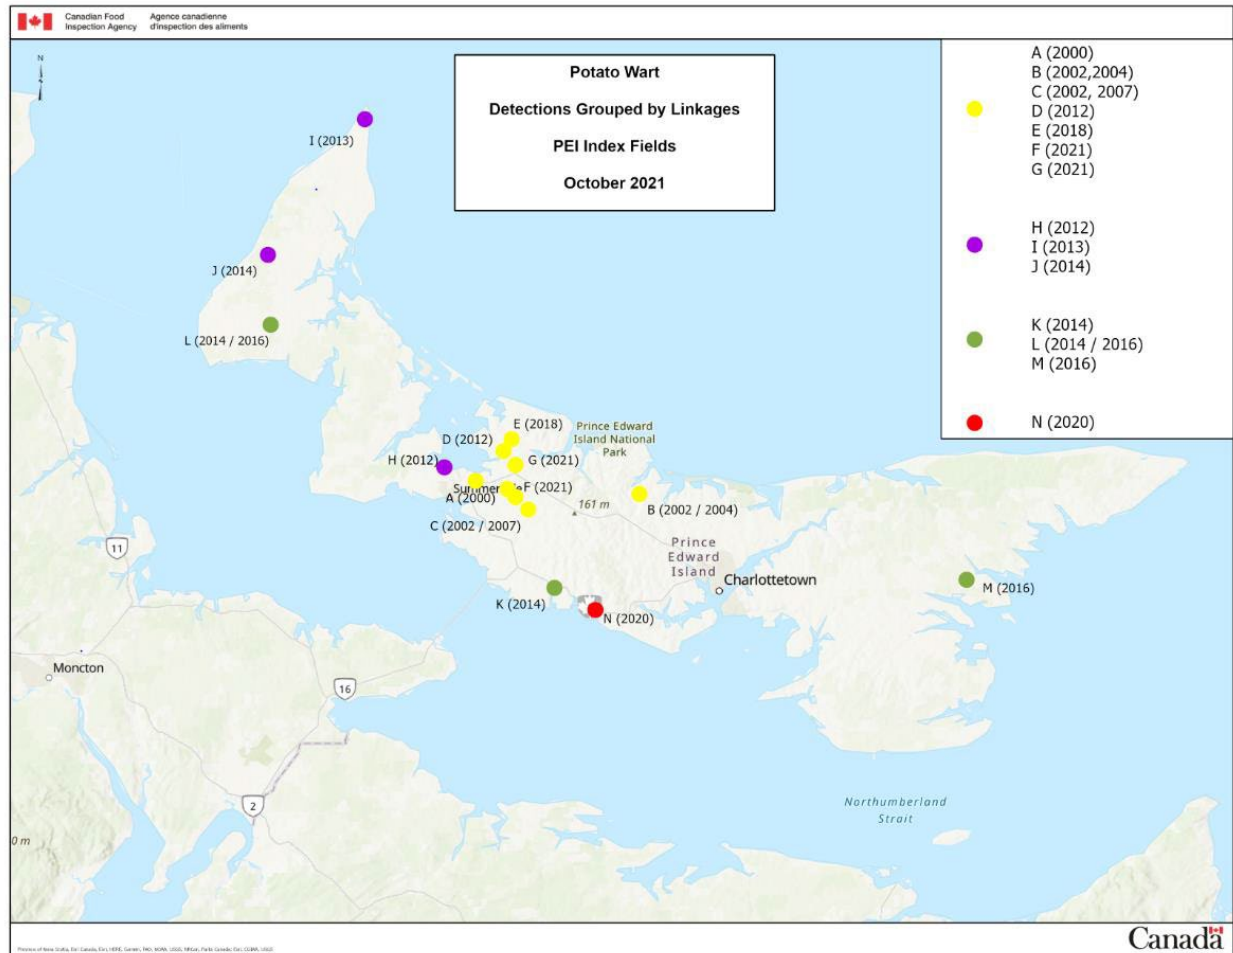 Canadian Food
Inspection Agency
Agence canadienne
d'inspection des aliments
N
Potato Wart
Detections Grouped by Linkages
PEI Index Fields
October 2021
A (2000)
B (2002,2004)
C (2002, 2007)
D (2012)
E (2018)
F (2021)
G (2021)
H (2012)
I (2013)
J (2014)
K (2014)
L (2014 / 2016)
M (2016)
N (2020)
I (2013)
J (2014)
L (2014 / 2016)
E (2018)
Prince Edward
Island National
Park
D (2012)
H (2012)
G (2021)
F (2021)
A (2000)
161 m
B (2002 / 2004)
C (2002 / 2007)
Prince
Edward
Island
11
Charlottetown
M (2016)
K (2014)
N (2020)
Moncton
16
2
Northumberland
Strait
0 m
Canada